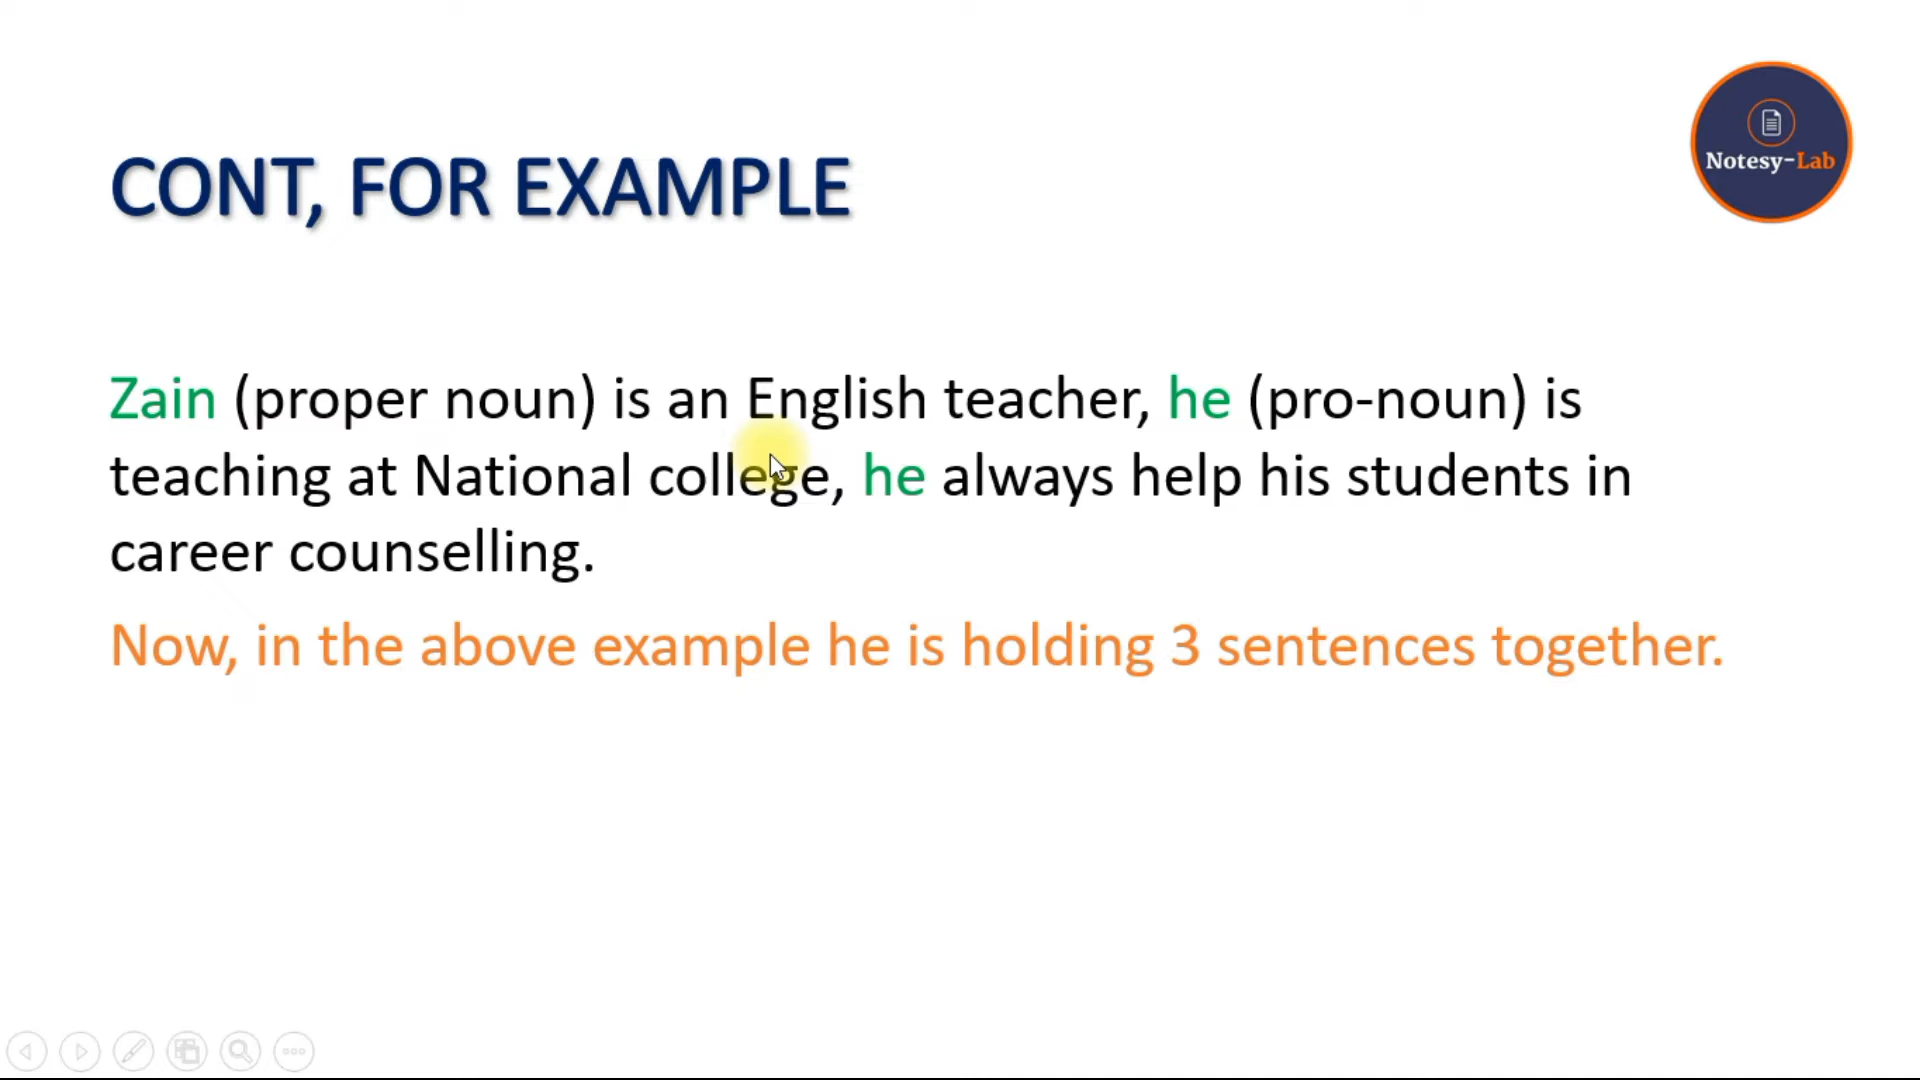 Notesy-Lab
CONT, FOR EXAMPLE
Zain (proper noun) is an English teacher, he (pro-noun) is
teaching at National college, he always help his students in
career counselling.
Now, in the above example he is holding 3 sentences together.